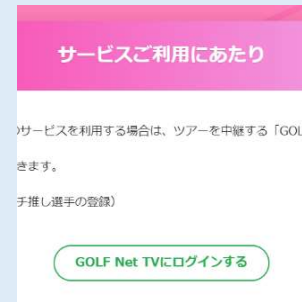 サービスご利用にあたり
サービスを利用する場合は、ツアーを中継する「GOL
きます。
チ推し選手の登録）
GOLF Net TVにログインする